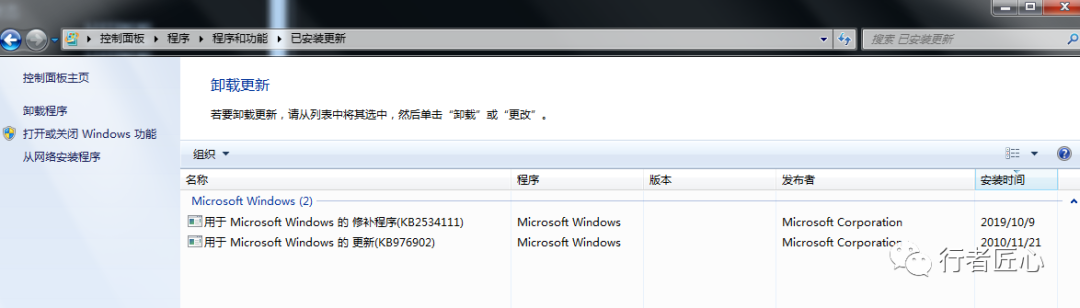 控制面板 ▸ 程序 ▸ 程序和功能 ▸ 已安装更新
搜索 已安装更新
控制面板主页
卸载程序
打开或关闭 Windows 功能
从网络安装程序
卸载更新
若要卸载更新，请从列表中将其选中，然后单击“卸载”或“更改”。
组织
名称 程序 版本 发布者 安装时间
Microsoft Windows (2)
用于 Microsoft Windows 的 修补程序(KB2534111) Microsoft Windows Microsoft Corporation 2019/10/9
用于 Microsoft Windows 的 更新(KB976902) Microsoft Windows Microsoft Corporation 2010/11/21
行者匠心